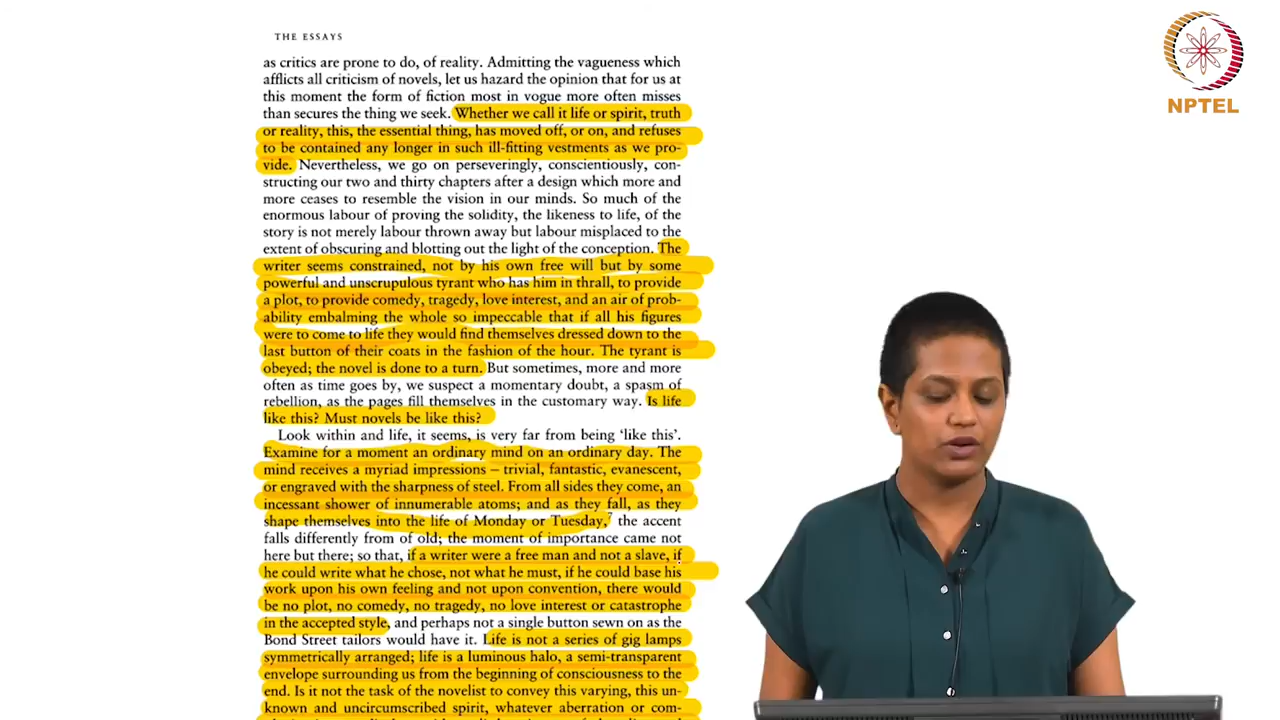 THE ESSAYS
as critics are prone to do, of reality. Admitting the vagueness which
afflicts all criticism of novels, let us hazard the opinion that for us at
this moment the form of fiction most in vogue more often misses
than secures the thing we seek. Whether we call it life or spirit, truth
or reality, this, the essential thing, has moved off, or on, and refuses
to be contained any longer in such ill-fitting vestments as we pro-
vide. Nevertheless, we go on perseveringly, conscientiously, con-
structing our two and thirty chapters after a design which more and
more ceases to resemble the vision in our minds. So much of the
enormous labour of proving the solidity, the likeness to life, of the
story is not merely labour thrown away but labour misplaced to the
extent of obscuring and blotting out the light of the conception. The
writer seems constrained, not by his own free will but by some
powerful and unscrupulous tyrant who has him in thrall, to provide
a plot, to provide comedy, tragedy, love interest, and an air of prob-
ability embalming the whole so impeccable that if all his figures
were to come to life they would find themselves dressed down to the
last button of their coats in the fashion of the hour. The tyrant is
obeyed; the novel is done to a turn. But sometimes, more and more
often as time goes by, we suspect a momentary doubt, a spasm of
rebellion, as the pages fill themselves in the customary way. Is life
like this? Must novels be like this?
Look within and life, it seems, is very far from being ‘like this’.
Examine for a moment an ordinary mind on an ordinary day. The
mind receives a myriad impressions – trivial, fantastic, evanescent,
or engraved with the sharpness of steel. From all sides they come, an
incessant shower of innumerable atoms; and as they fall, as they
shape themselves into the life of Monday or Tuesday,7 the accent
falls differently from of old; the moment of importance came not
here but there; so that, if a writer were a free man and not a slave, if
he could write what he chose, not what he must, if he could base his
work upon his own feeling and not upon convention, there would
be no plot, no comedy, no tragedy, no love interest or catastrophe
in the accepted style, and perhaps not a single button sewn on as the
Bond Street tailors would have it. Life is not a series of gig lamps
symmetrically arranged; life is a luminous halo, a semi-transparent
envelope surrounding us from the beginning of consciousness to the
end. Is it not the task of the novelist to convey this varying, this un-
known and uncircumscribed spirit, whatever aberration or com-
NPTEL